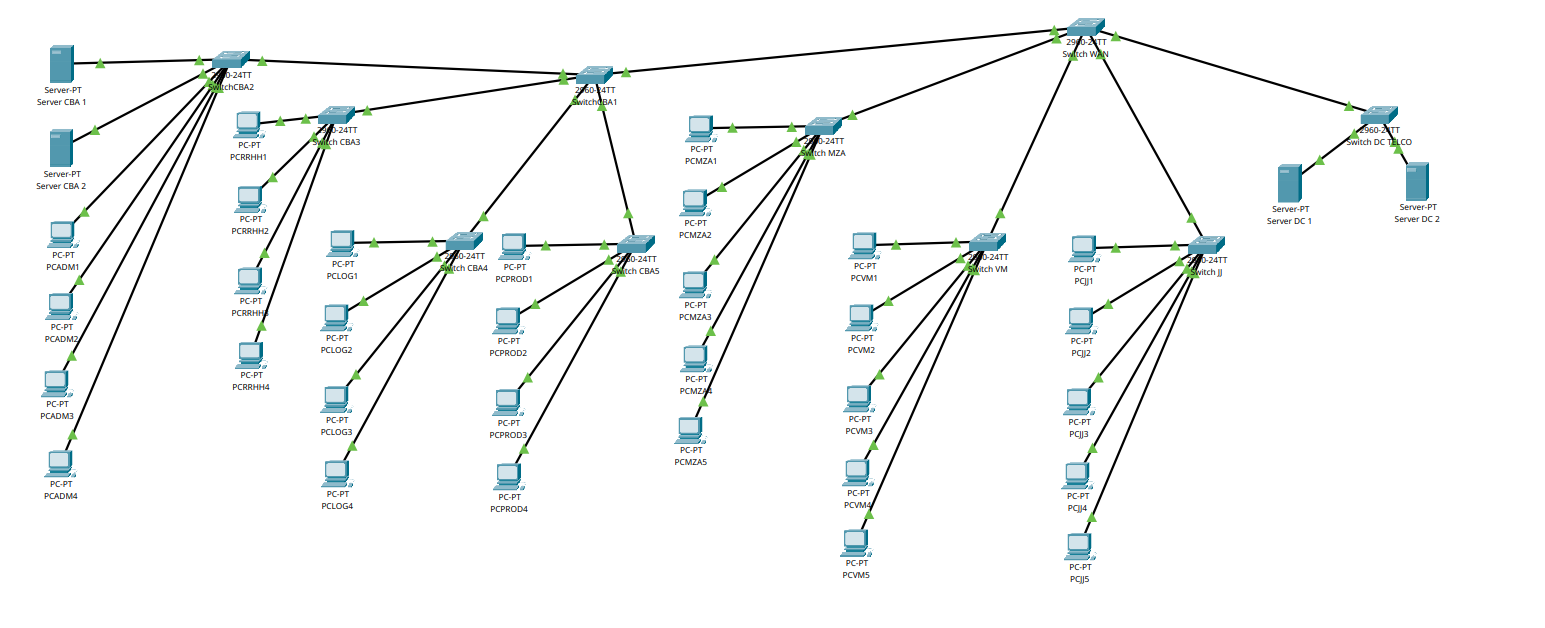 2960-24TT
Switch WAN
Server-PT
Server CBA 1
2960-24TT
SwitchCBA2
2960-24TT
SwitchCBA1
2960-24TT
Switch CBA3
PC-PT
PCRRHH1
PC-PT
PCMZA1
2960-24TT
Switch MZA
2960-24TT
Switch DC TELCO
Server-PT
Server CBA 2
Server-PT
Server DC 1
Server-PT
Server DC 2
PC-PT
PCRRHH2
PC-PT
PCMZA2
PC-PT
PCADM1
PC-PT
PCLOG1
2960-24TT
Switch CBA4
PC-PT
PCPROD1
2960-24TT
Switch CBA5
PC-PT
PCVM1
2960-24TT
Switch VM
PC-PT
PCJJ1
2960-24TT
Switch JJ
PC-PT
PCRRHH3
PC-PT
PCMZA3
PC-PT
PCADM2
PC-PT
PCLOG2
PC-PT
PCPROD2
PC-PT
PCVM2
PC-PT
PCJJ2
PC-PT
PCRRHH4
PC-PT
PCMZA4
PC-PT
PCADM3
PC-PT
PCLOG3
PC-PT
PCPROD3
PC-PT
PCVM3
PC-PT
PCJJ3
PC-PT
PCMZA5
PC-PT
PCADM4
PC-PT
PCLOG4
PC-PT
PCPROD4
PC-PT
PCVM4
PC-PT
PCJJ4
PC-PT
PCVM5
PC-PT
PCJJ5